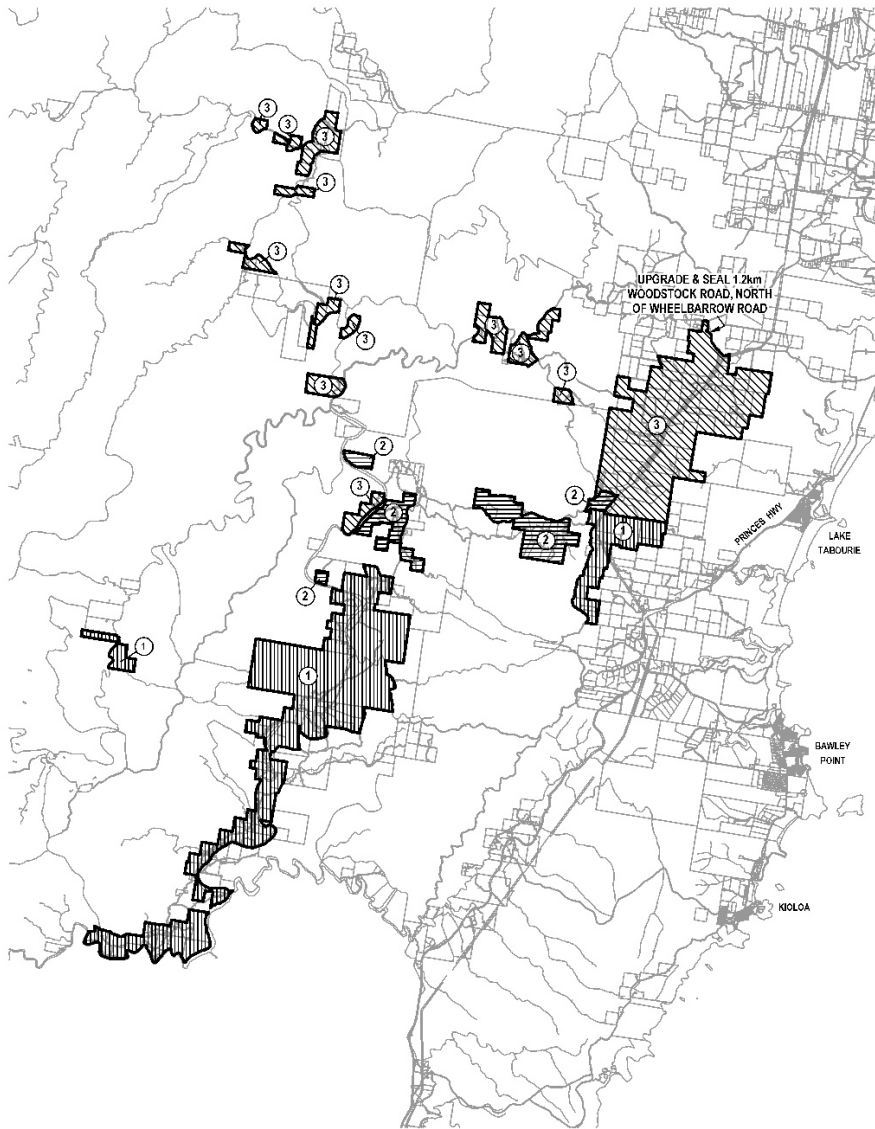 3
3
3
3
3
3
3
3
3
3
3
UPGRADE & SEAL 1.2km
WOODSTOCK ROAD, NORTH
OF WHEELBARROW ROAD
3
3
2
3
2
2
2
1
2
PRINCES HWY
LAKE
TABOURIE
1
1
BAWLEY
POINT
KIOLOA